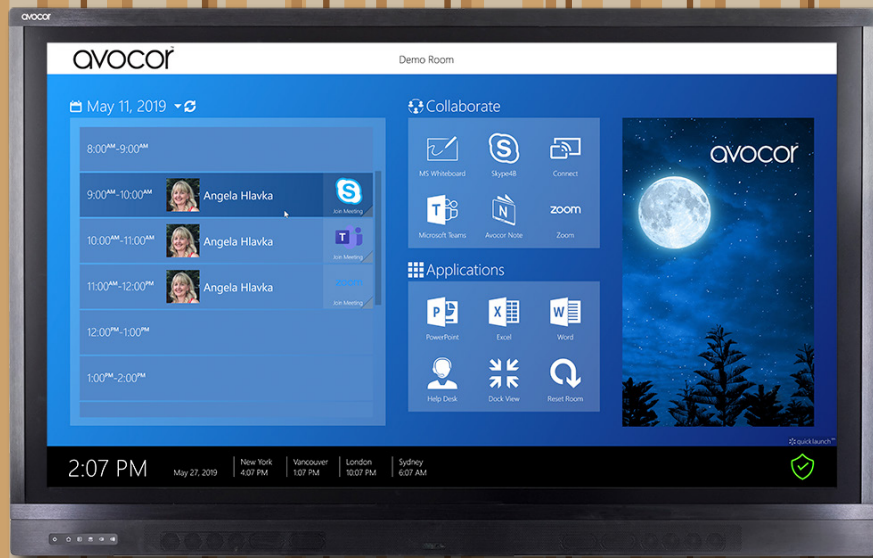 avocor
avocor
Demo Room
May 11, 2019
8:00AM-9:00AM
9:00AM-10:00AM
Angela Hlavka
S
Join Meeting
10:00AM-11:00AM
Angela Hlavka
T
Join Meeting
11:00AM-12:00PM
Angela Hlavka
zoom
Join Meeting
12:00PM-1:00PM
1:00PM-2:00PM
Collaborate
MS Whiteboard
S
Skype4B
Connect
T
Microsoft Teams
N
Avocor Note
zoom
Zoom
Applications
P
PowerPoint
X
Excel
W
Word
Help Desk
Dock View
Reset Room
avocor
quicklaunch™
2:07 PM
May 27, 2019
New York
4:07 PM
Vancouver
1:07 PM
London
10:07 PM
Sydney
6:07 AM